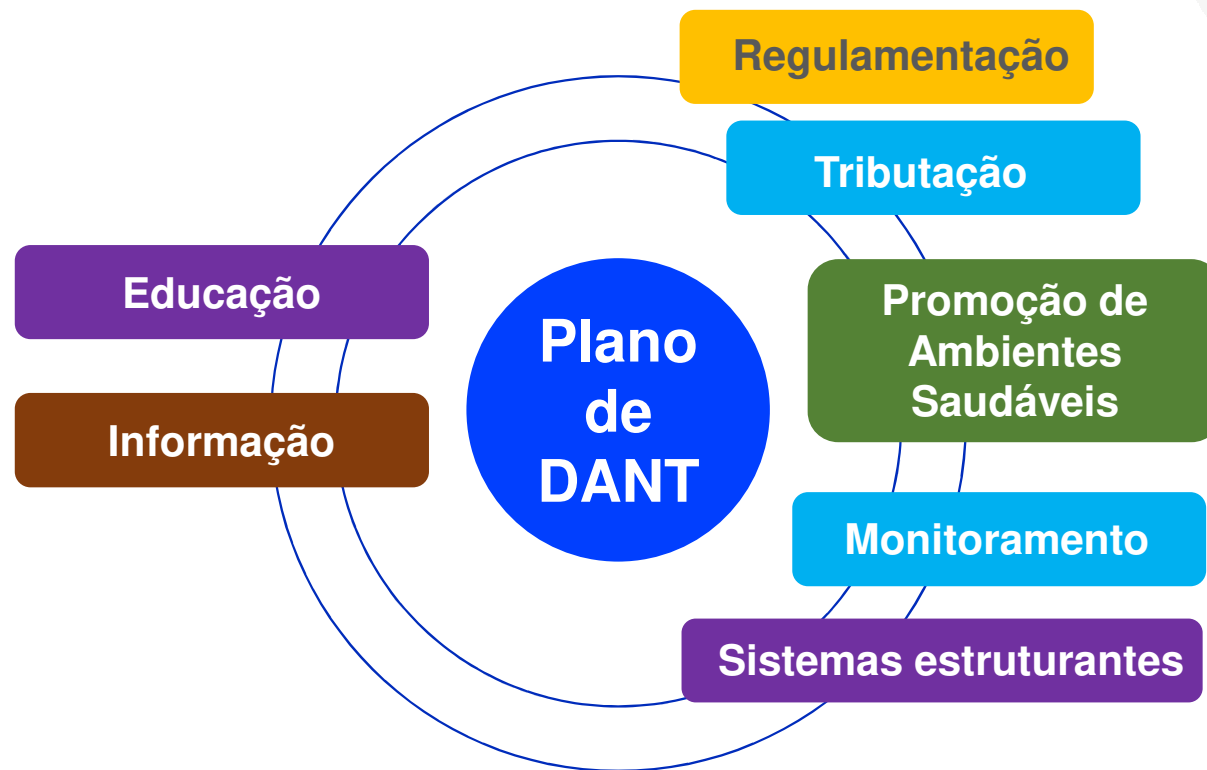 Regulamentação
Tributação
Educação
Promoção de
Ambientes
Saudáveis
Plano
de
DANT
Informação
Monitoramento
Sistemas estruturantes